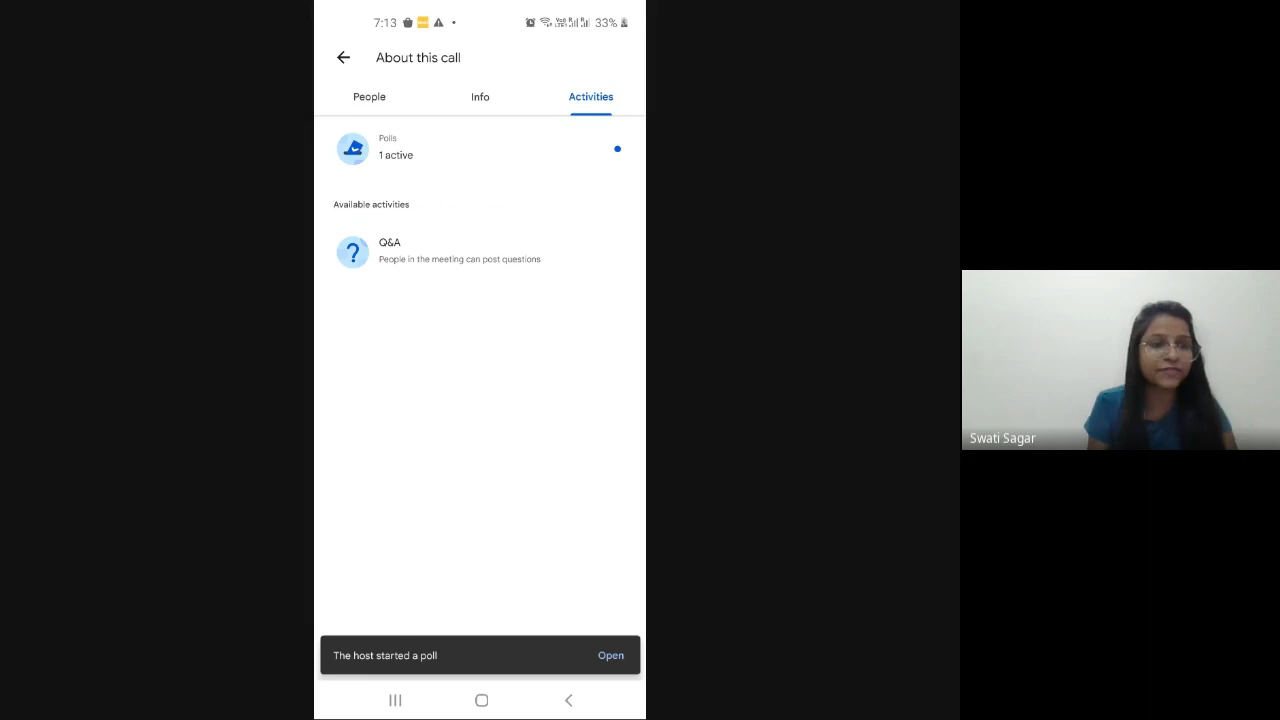 7:13
33%
About this call
People
Info
Activities
Polls
1 active
Available activities
Q&A
?
People in the meeting can post questions
The host started a poll
Open
Swati Sagar